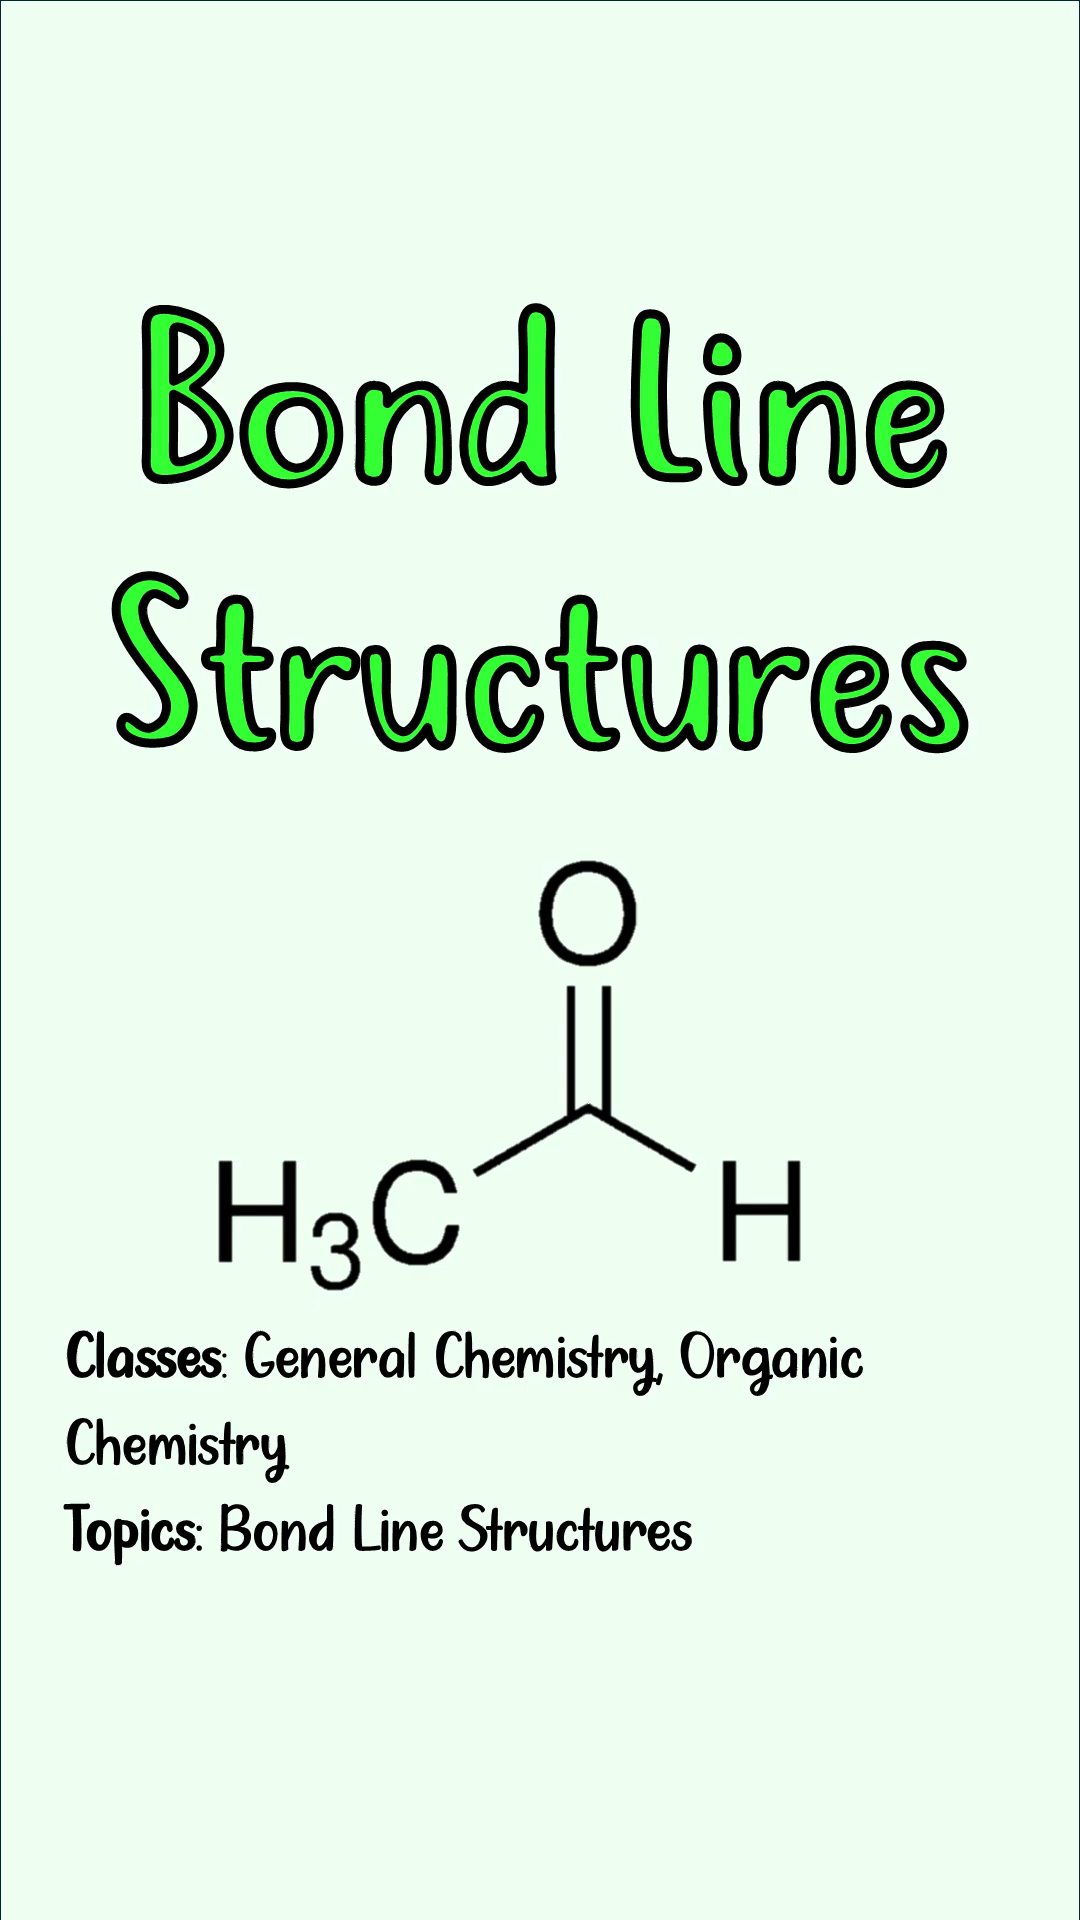 Bond line
Structures
O
H₃C H
Classes: General Chemistry, Organic
Chemistry
Topics: Bond Line Structures